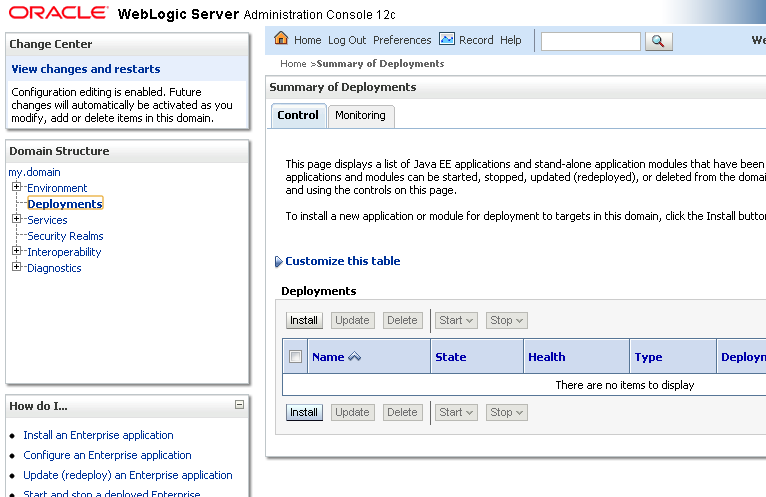 ORACLE WebLogic Server Administration Console 12c
Change Center
View changes and restarts
Configuration editing is enabled. Future
changes will automatically be activated as you
modify, add or delete items in this domain.
Domain Structure
my.domain
Environment
Deployments
Services
Security Realms
Interoperability
Diagnostics
How do I...
Install an Enterprise application
Configure an Enterprise application
Update (redeploy) an Enterprise application
Start and stop a deployed Enterprise
Home Log Out Preferences Record Help
We
Home >Summary of Deployments
Summary of Deployments
Control Monitoring
This page displays a list of Java EE applications and stand-alone application modules that have been
applications and modules can be started, stopped, updated (redeployed), or deleted from the domai
and using the controls on this page.
To install a new application or module for deployment to targets in this domain, click the Install butto
Customize this table
Deployments
Install Update Delete Start Stop
Name State Health Type Deploym
There are no items to display
Install Update Delete Start Stop